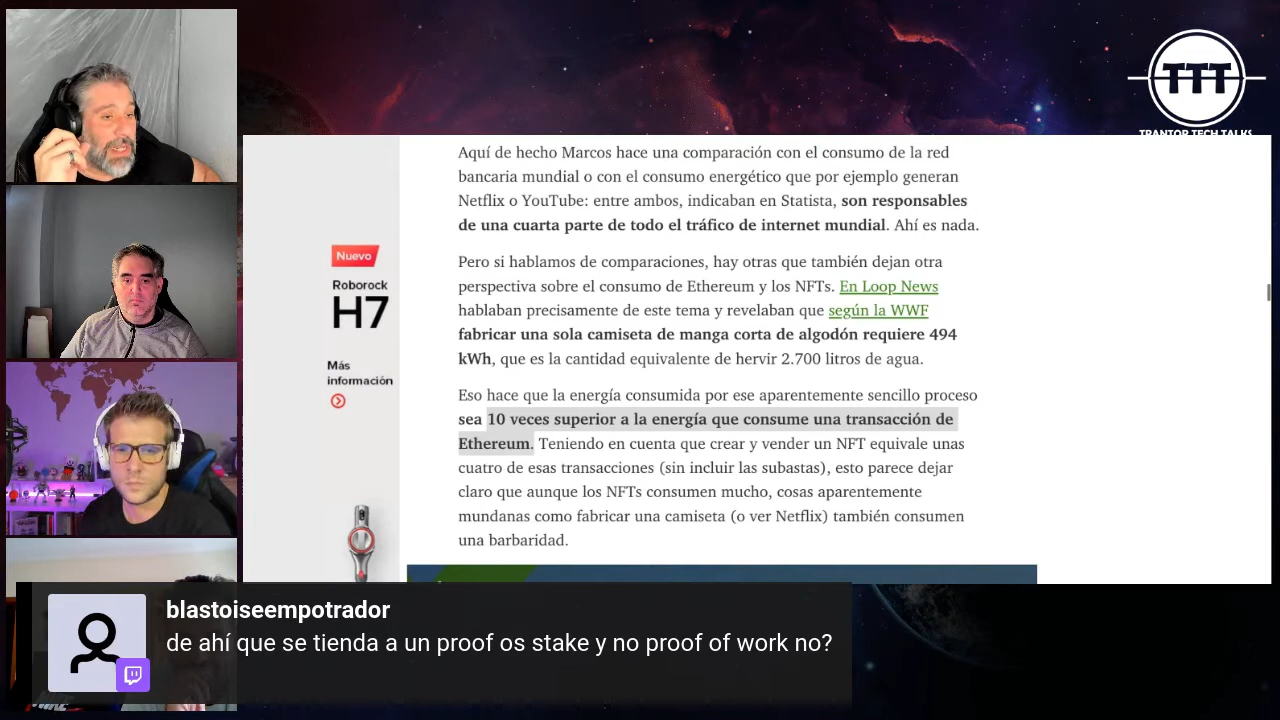 TTT
TRANTOR TECH TALKS
Aquí de hecho Marcos hace una comparación con el consumo de la red
bancaria mundial o con el consumo energético que por ejemplo generan
Netflix o YouTube: entre ambos, indicaban en Statista, son responsables
de una cuarta parte de todo el tráfico de internet mundial. Ahí es nada.
Pero si hablamos de comparaciones, hay otras que también dejan otra
perspectiva sobre el consumo de Ethereum y los NFTs. En Loop News
hablaban precisamente de este tema y revelaban que según la WWF
fabricar una sola camiseta de manga corta de algodón requiere 494
kWh, que es la cantidad equivalente de hervir 2.700 litros de agua.
Eso hace que la energía consumida por ese aparentemente sencillo proceso
sea 10 veces superior a la energía que consume una transacción de
Ethereum. Teniendo en cuenta que crear y vender un NFT equivale unas
cuatro de esas transacciones (sin incluir las subastas), esto parece dejar
claro que aunque los NFTs consumen mucho, cosas aparentemente
mundanas como fabricar una camiseta (o ver Netflix) también consumen
una barbaridad.
Nuevo
Roborock
H7
Más
información
blastoiseempotrador
de ahí que se tienda a un proof os stake y no proof of work no?